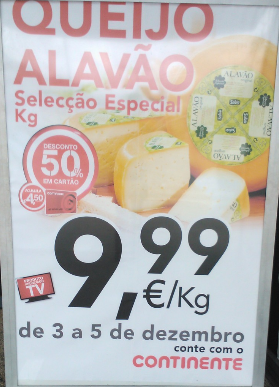 QUEIJO
ALAVÃO
Selecção Especial
Kg
DESCONTO
50%
EM CARTÃO
4,50
ALAVÃO
9,99
€/Kg
TV
de 3 a 5 de dezembro
conte com o
CONTINENTE